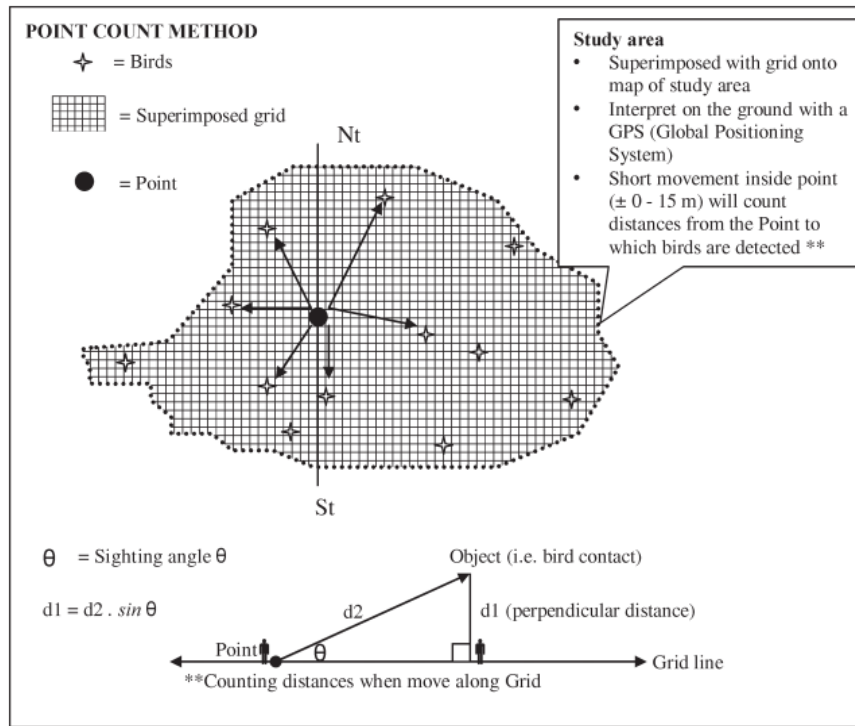 POINT COUNT METHOD
= Birds
= Superimposed grid
= Point
Nt
Study area
• Superimposed with grid onto
map of study area
• Interpret on the ground with a
GPS (Global Positioning
System)
• Short movement inside point
(± 0 - 15 m) will count
distances from the Point to
which birds are detected **
St
θ = Sighting angle θ
d1 = d2 . sin θ
Object (i.e. bird contact)
d2
d1 (perpendicular distance)
Point
θ
Grid line
**Counting distances when move along Grid